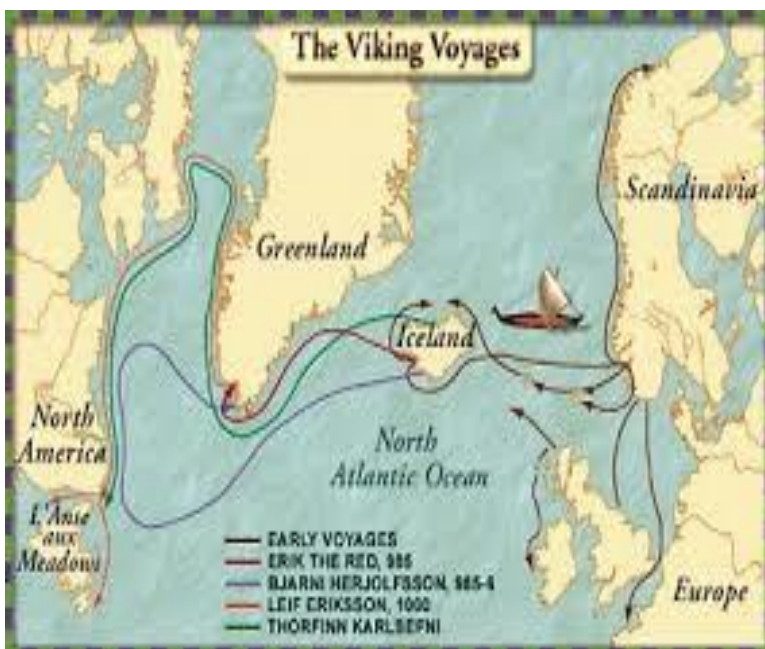 The Viking Voyages
Scandinavia
Greenland
Iceland
North
America
North
Atlantic Ocean
L'Anse
aux
Meadows
EARLY VOYAGES
ERIK THE RED, 985
BJARNI HERJOLFSSON, 985-6
LEIF ERIKSSON, 1000
THORFINN KARLSEFNI
Europe